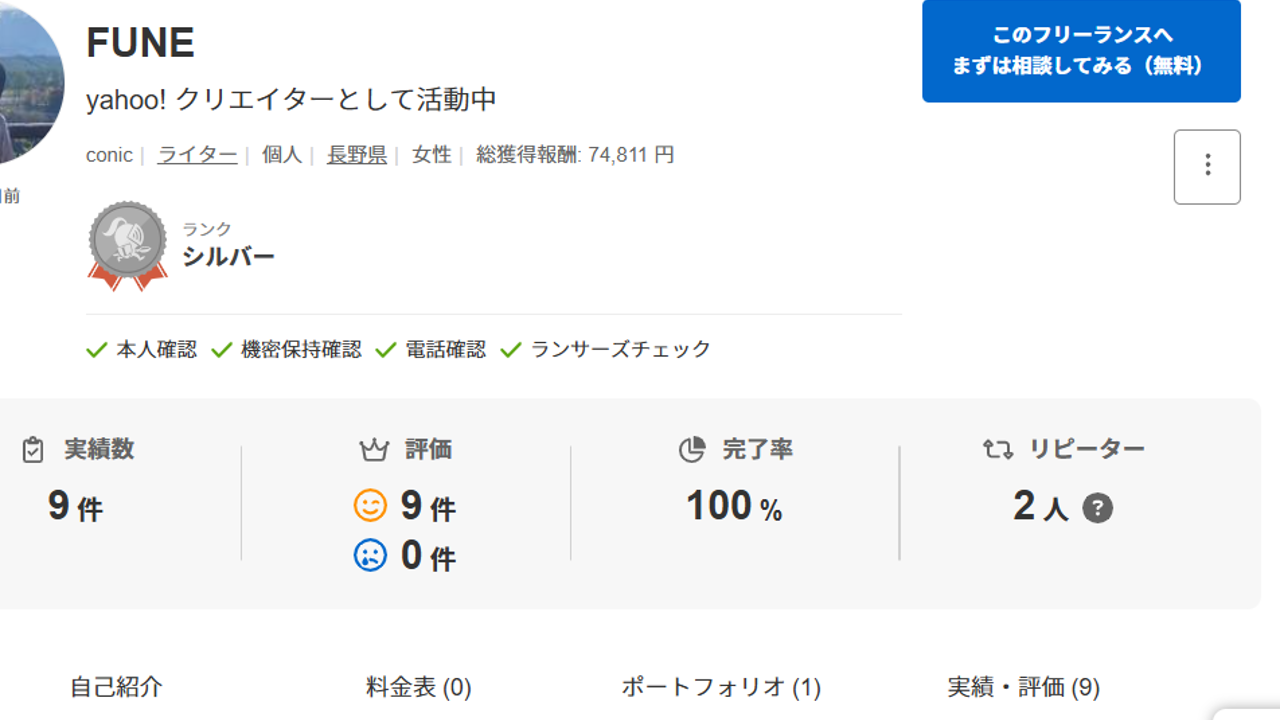 FUNE
このフリーランスへ
まずは相談してみる（無料）
yahoo! クリエイターとして活動中
conic | ライター | 個人 | 長野県 | 女性 | 総獲得報酬: 74,811 円
前
ランク
シルバー
本人確認 機密保持確認 電話確認 ランサーズチェック
実績数 評価 完了率 リピーター
9 件 9 件 100 % 2 人 ?
0 件
自己紹介 料金表 (0) ポートフォリオ (1) 実績・評価 (9)